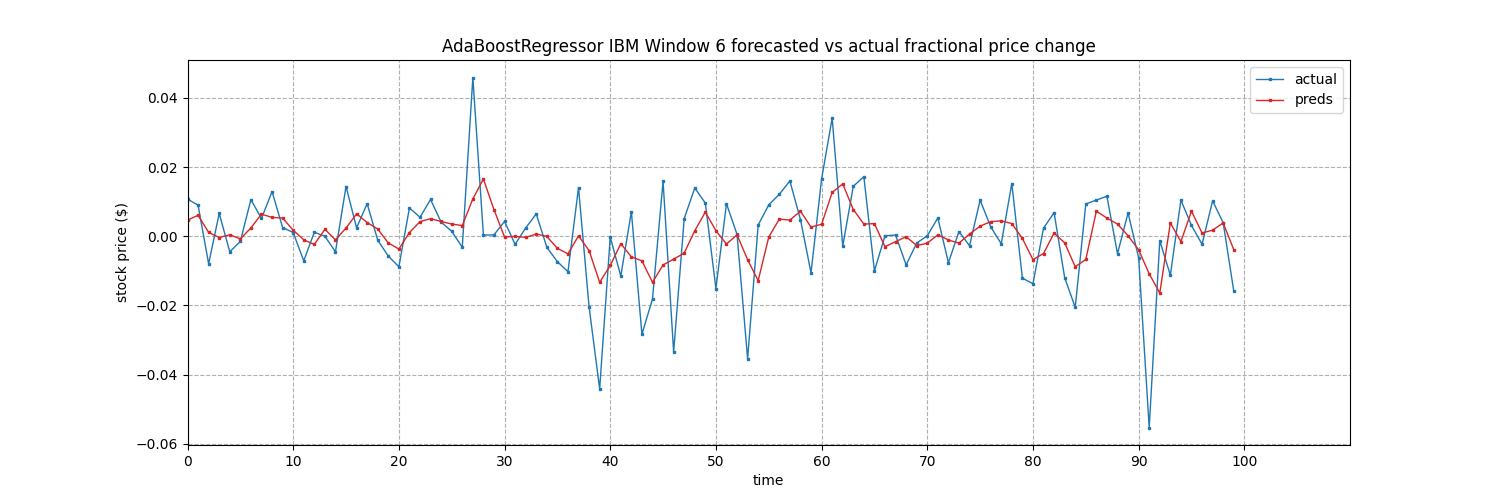 AdaBoostRegressor IBM Window 6 forecasted vs actual fractional price change
actual
preds
stock price ($)
0.04
0.02
0.00
−0.02
−0.04
−0.06
0 10 20 30 40 50 60 70 80 90 100
time